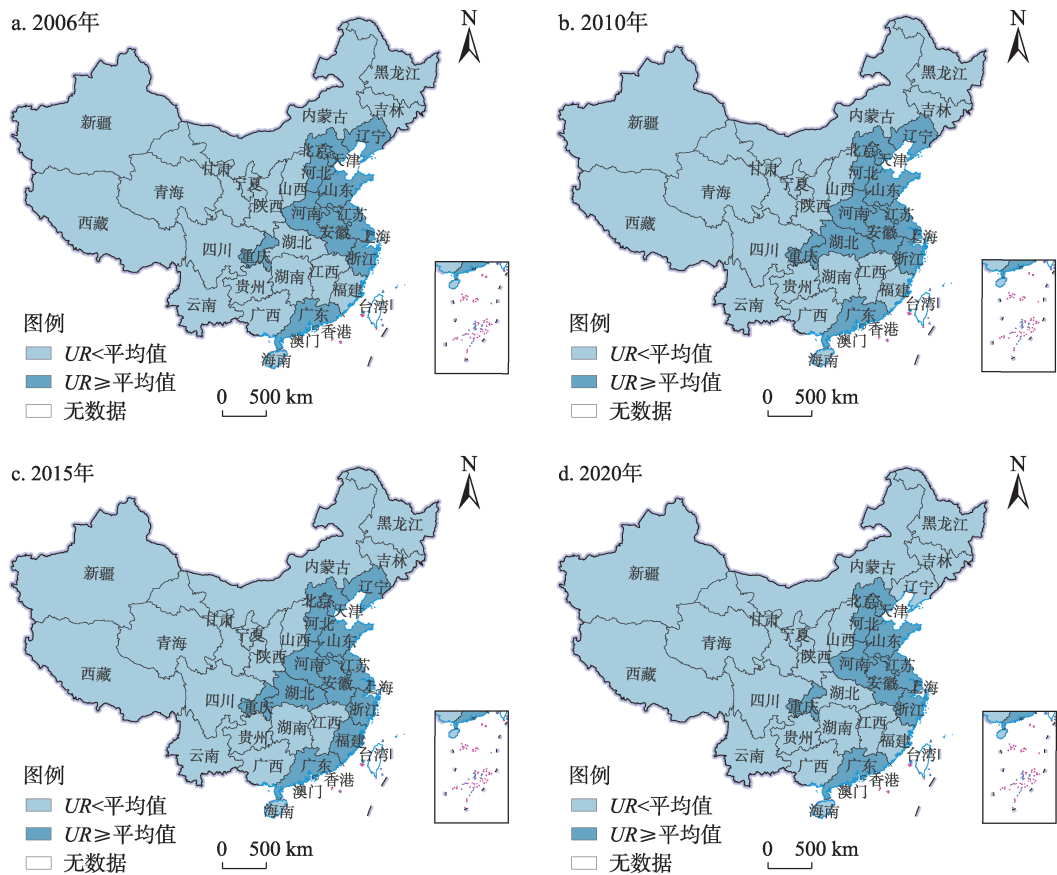 a. 2006年
N
黑龙江
吉林
辽宁
内蒙古
新疆
北京
天津
甘肃
宁夏
河北
山西
山东
青海
陕西
河南
江苏
西藏
安徽
上海
四川
重庆
湖北
浙江
湖南
江西
贵州
福建
云南
台湾
广西
广东
香港
澳门
海南
图例
UR<平均值
UR≥平均值
无数据
0 500 km
b. 2010年
N
黑龙江
吉林
辽宁
内蒙古
新疆
北京
天津
甘肃
宁夏
河北
山西
山东
青海
陕西
河南
江苏
西藏
安徽
上海
四川
重庆
湖北
浙江
湖南
江西
贵州
福建
云南
台湾
广西
广东
香港
澳门
海南
图例
UR<平均值
UR≥平均值
无数据
0 500 km
c. 2015年
N
黑龙江
吉林
辽宁
内蒙古
新疆
北京
天津
甘肃
宁夏
河北
山西
山东
青海
陕西
河南
江苏
西藏
安徽
上海
四川
重庆
湖北
浙江
湖南
江西
贵州
福建
云南
台湾
广西
广东
香港
澳门
海南
图例
UR<平均值
UR≥平均值
无数据
0 500 km
d. 2020年
N
黑龙江
吉林
辽宁
内蒙古
新疆
北京
天津
甘肃
宁夏
河北
山西
山东
青海
陕西
河南
江苏
西藏
安徽
上海
四川
重庆
湖北
浙江
湖南
江西
贵州
福建
云南
台湾
广西
广东
香港
澳门
海南
图例
UR<平均值
UR≥平均值
无数据
0 500 km